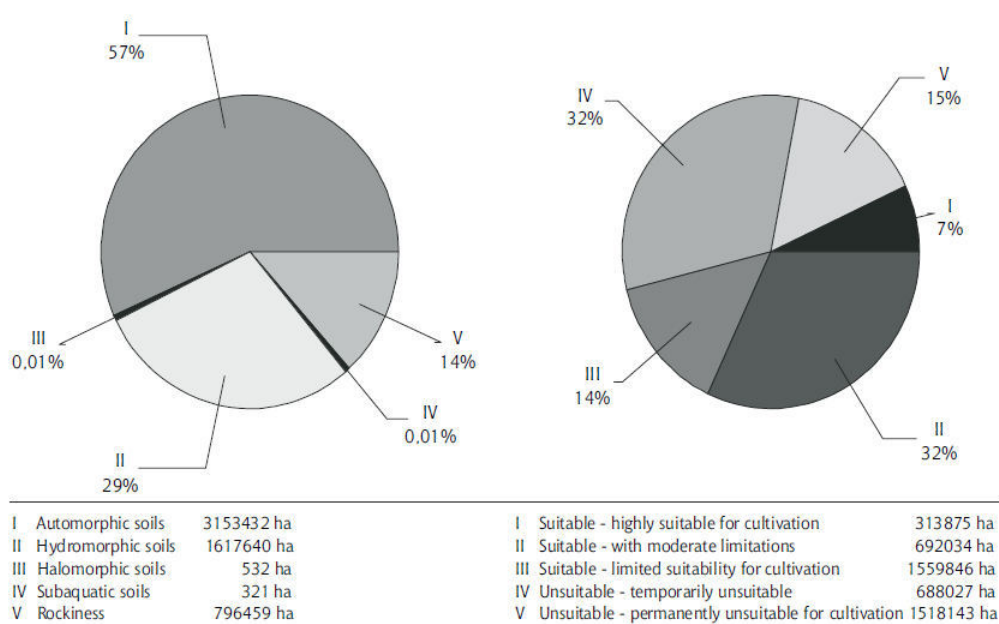 I
57%
III
0,01%
II
29%
V
14%
IV
0,01%
IV
32%
V
15%
I
7%
III
14%
II
32%
I Automorphic soils 3153432 ha
II Hydromorphic soils 1617640 ha
III Halomorphic soils 532 ha
IV Subaquatic soils 321 ha
V Rockiness 796459 ha
I Suitable - highly suitable for cultivation 313875 ha
II Suitable - with moderate limitations 692034 ha
III Suitable - limited suitability for cultivation 1559846 ha
IV Unsuitable - temporarily unsuitable 688027 ha
V Unsuitable - permanently unsuitable for cultivation 1518143 ha